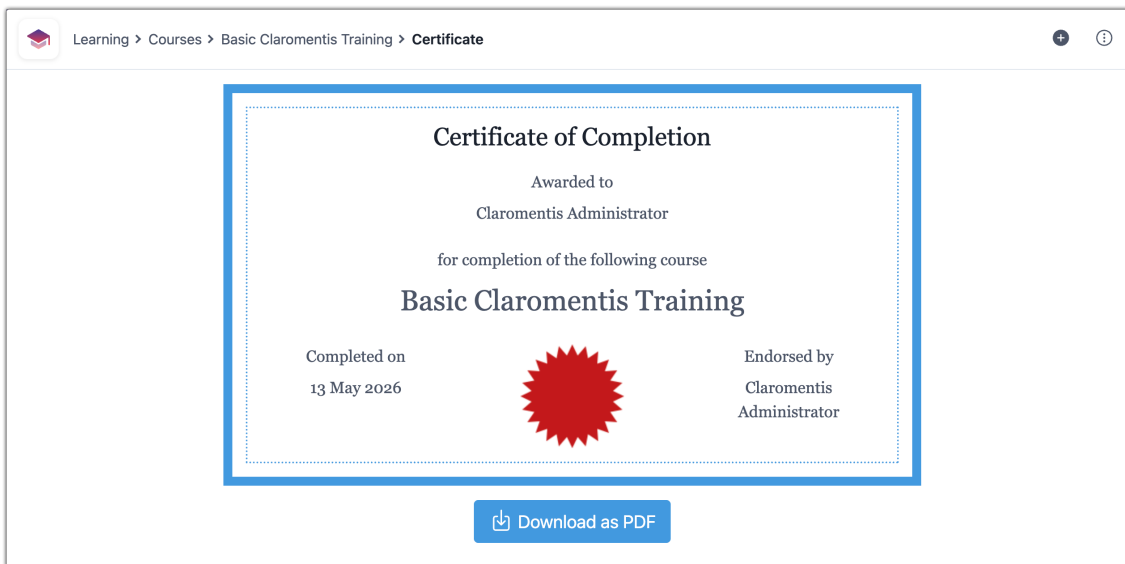 Learning > Courses > Basic Claromentis Training > Certificate
Certificate of Completion
Awarded to
Claromentis Administrator
for completion of the following course
Basic Claromentis Training
Completed on
13 May 2026
Endorsed by
Claromentis
Administrator
Download as PDF